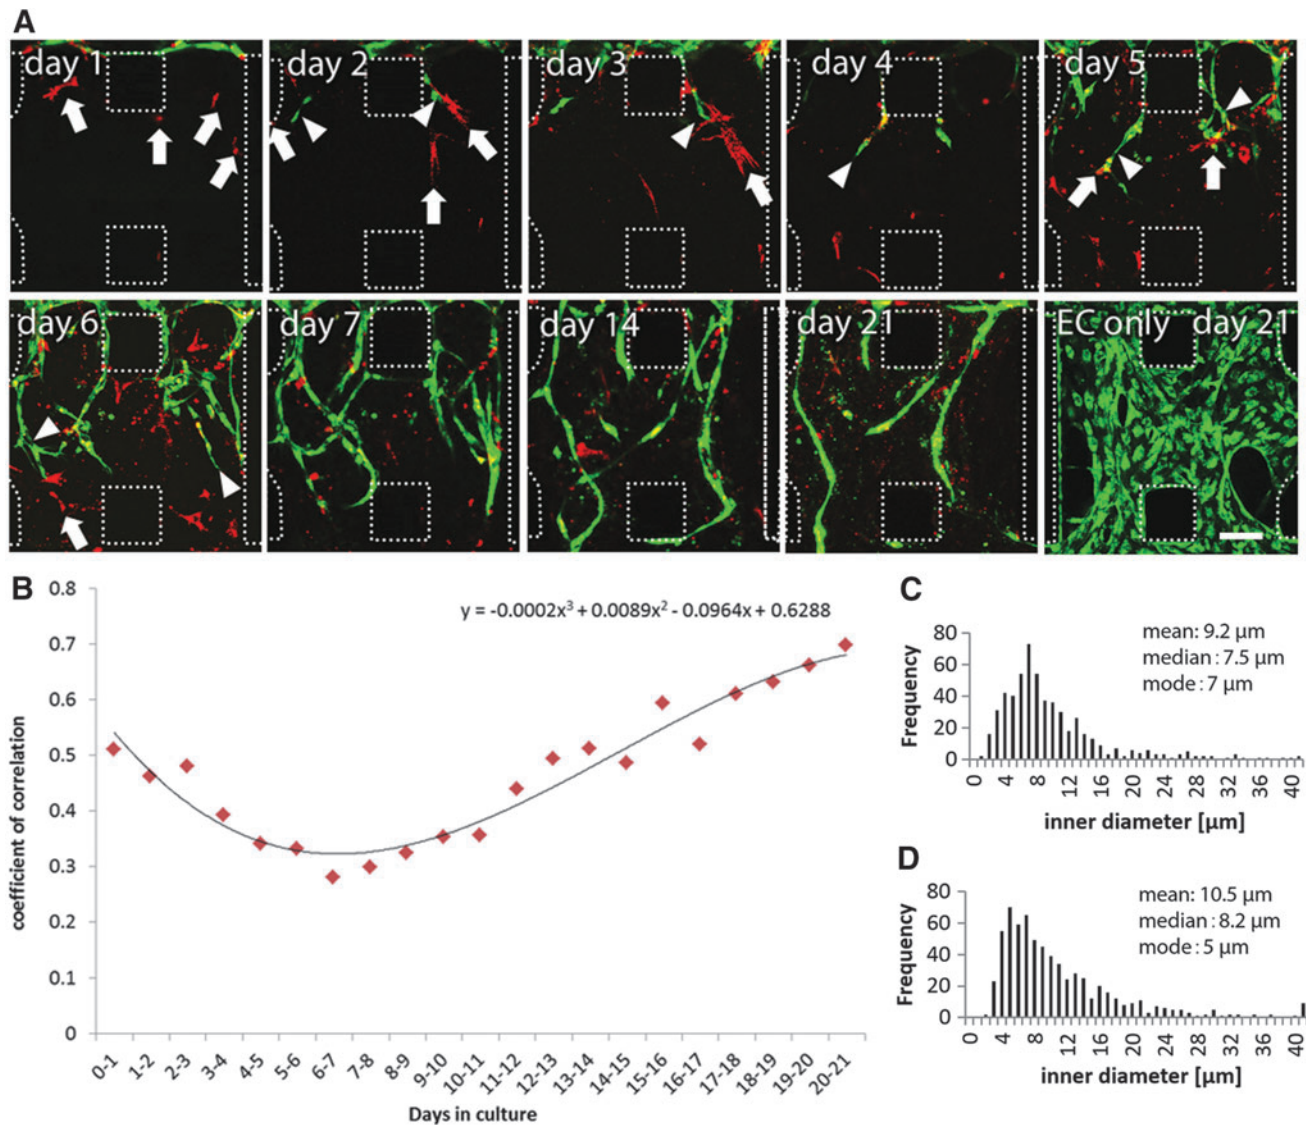 A
day 1
day 2
day 3
day 4
day 5
day 6
day 7
day 14
day 21
EC only day 21
B
0.8
0.7
0.6
0.5
0.4
0.3
0.2
0.1
0
coefficient of correlation
y = -0.0002x³ + 0.0089x² - 0.0964x + 0.6288
0-1
1-2
2-3
3-4
4-5
5-6
6-7
7-8
8-9
9-10
10-11
11-12
12-13
13-14
14-15
15-16
16-17
17-18
18-19
19-20
20-21
Days in culture
C
80
60
40
20
0
Frequency
mean: 9.2 µm
median : 7.5 µm
mode : 7 µm
0
4
8
12
16
20
24
28
32
36
40
inner diameter [µm]
D
80
60
40
20
0
Frequency
mean: 10.5 µm
median : 8.2 µm
mode : 5 µm
0
4
8
12
16
20
24
28
32
36
40
inner diameter [µm]